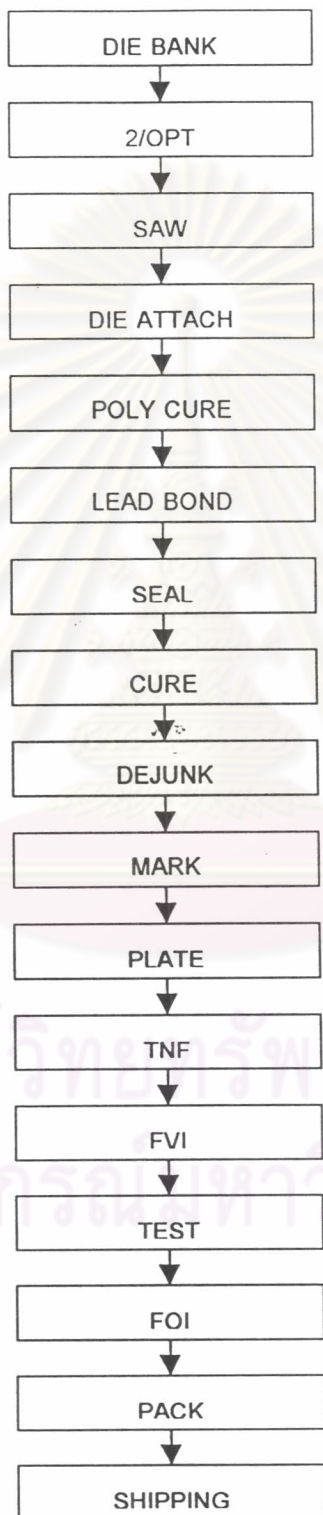 DIE BANK
2/OPT
SAW
DIE ATTACH
POLY CURE
LEAD BOND
SEAL
CURE
DEJUNK
MARK
PLATE
TNF
FVI
TEST
FOI
PACK
SHIPPING